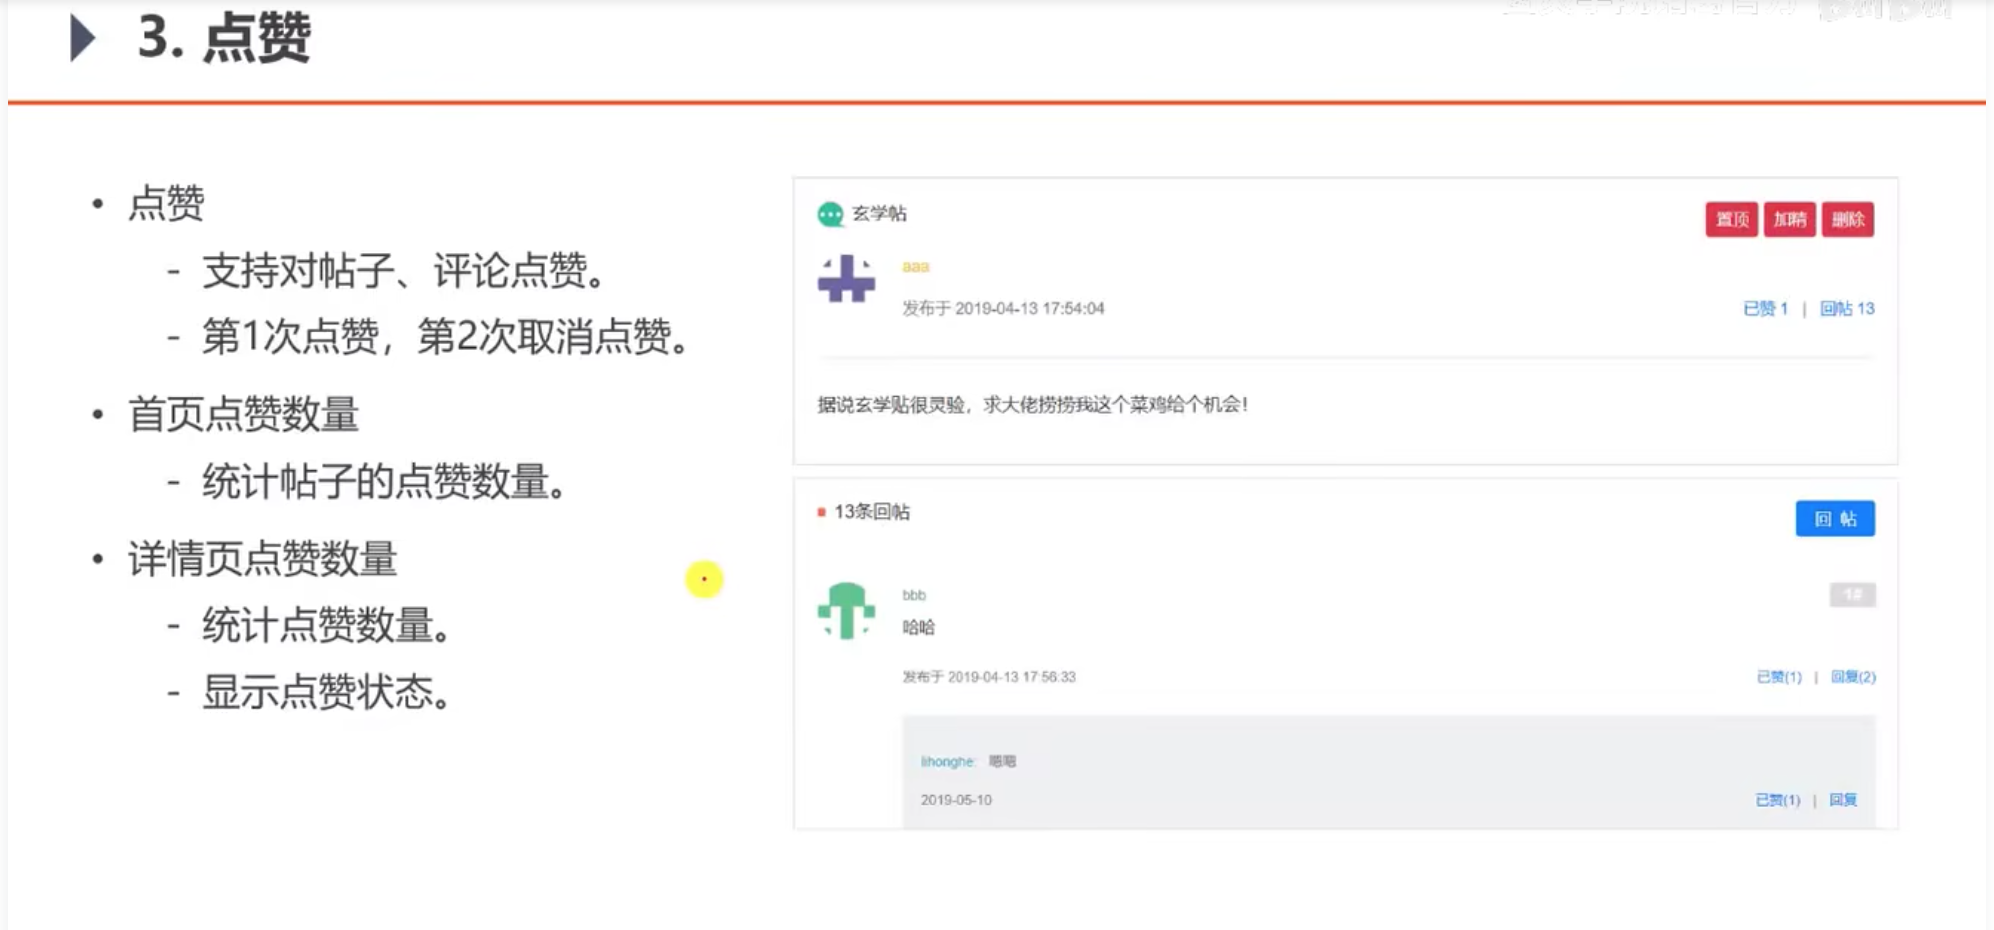 3. 点赞
• 点赞
- 支持对帖子、评论点赞。
- 第1次点赞，第2次取消点赞。
• 首页点赞数量
- 统计帖子的点赞数量。
• 详情页点赞数量
- 统计点赞数量。
- 显示点赞状态。
玄学帖
置顶 加精 删除
aaa
发布于 2019-04-13 17:54:04
已赞 1 | 回帖 13
据说玄学贴很灵验，求大佬捞捞我这个菜鸡给个机会！
13条回帖
回 帖
bbb
1#
哈哈
发布于 2019-04-13 17:56:33
已赞(1) | 回复(2)
lihonghe: 嗯嗯
2019-05-10
已赞(1) | 回复